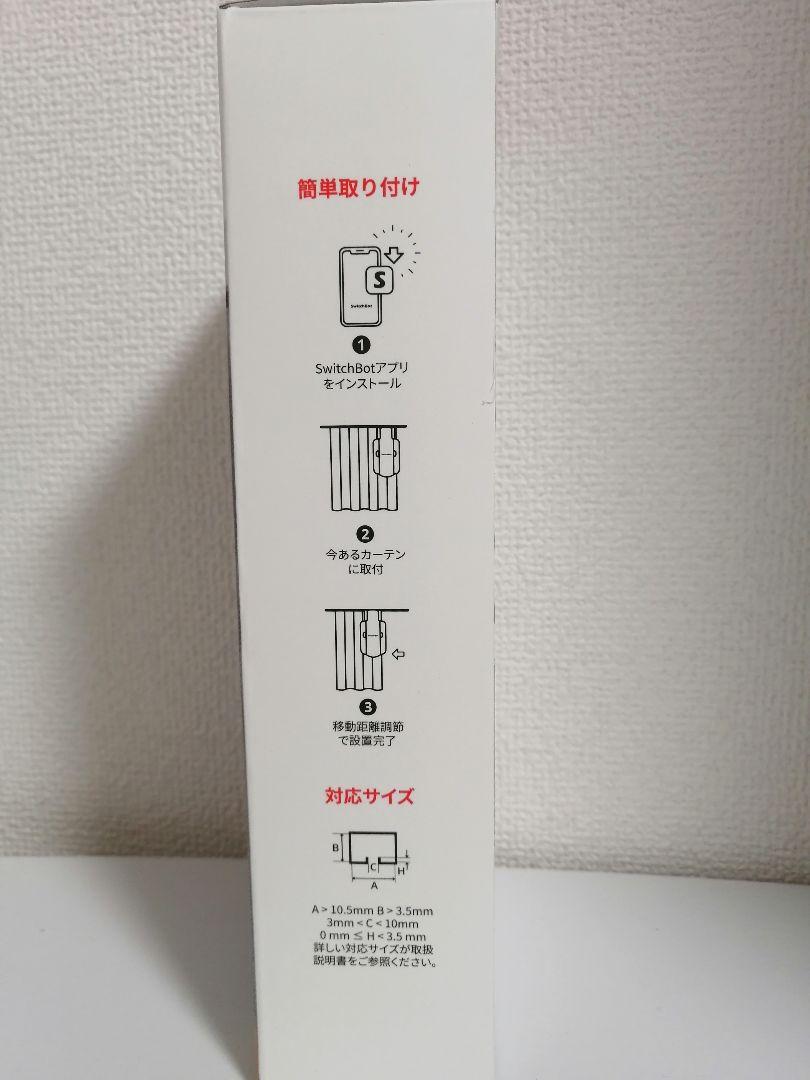 簡単取り付け
S
SwitchBot
1
SwitchBotアプリ
をインストール
2
今あるカーテン
に取付
3
移動距離調節
で設置完了
対応サイズ
B
C
H
A
A > 10.5mm B > 3.5mm
3mm < C < 10mm
0 mm ≦ H < 3.5 mm
詳しい対応サイズが取扱
説明書をご参照ください。